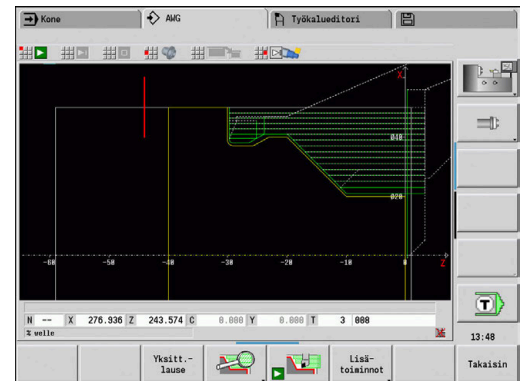 Kone AWG Työkalueditori
X
Ø40
Ø20
-60 -50 -40 -30 -20 -10 0 Z
N -- X 276.936 Z 243.574 C 0.000 Y 0.000 T 3 008
% welle
T
13:48
Yksitt.- Lisä-
lause toiminnot Takaisin